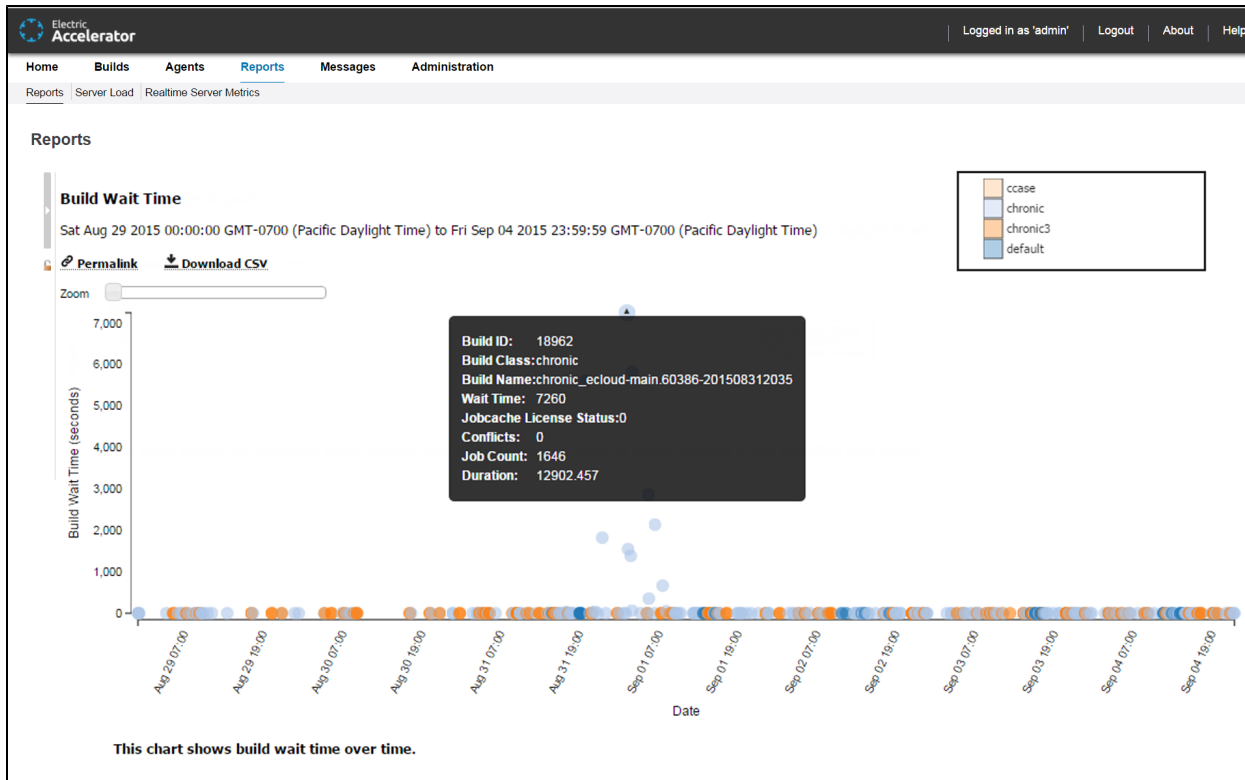 Electric
Accelerator
Logged in as 'admin' Logout About Help
Home Builds Agents Reports Messages Administration
Reports Server Load Realtime Server Metrics
Reports
Build Wait Time
Sat Aug 29 2015 00:00:00 GMT-0700 (Pacific Daylight Time) to Fri Sep 04 2015 23:59:59 GMT-0700 (Pacific Daylight Time)
Permalink Download CSV
Zoom
ccase
chronic
chronic3
default
Build ID: 18962
Build Class:chronic
Build Name:chronic_ecloud-main.60386-201508312035
Wait Time: 7260
Jobcache License Status:0
Conflicts: 0
Job Count: 1646
Duration: 12902.457
Build Wait Time (seconds)
7,000
6,000
5,000
4,000
3,000
2,000
1,000
0
Aug 29 07:00 Aug 29 19:00 Aug 30 07:00 Aug 30 19:00 Aug 31 07:00 Aug 31 19:00 Sep 01 07:00 Sep 01 19:00 Sep 02 07:00 Sep 02 19:00 Sep 03 07:00 Sep 03 19:00 Sep 04 07:00 Sep 04 19:00
Date
This chart shows build wait time over time.